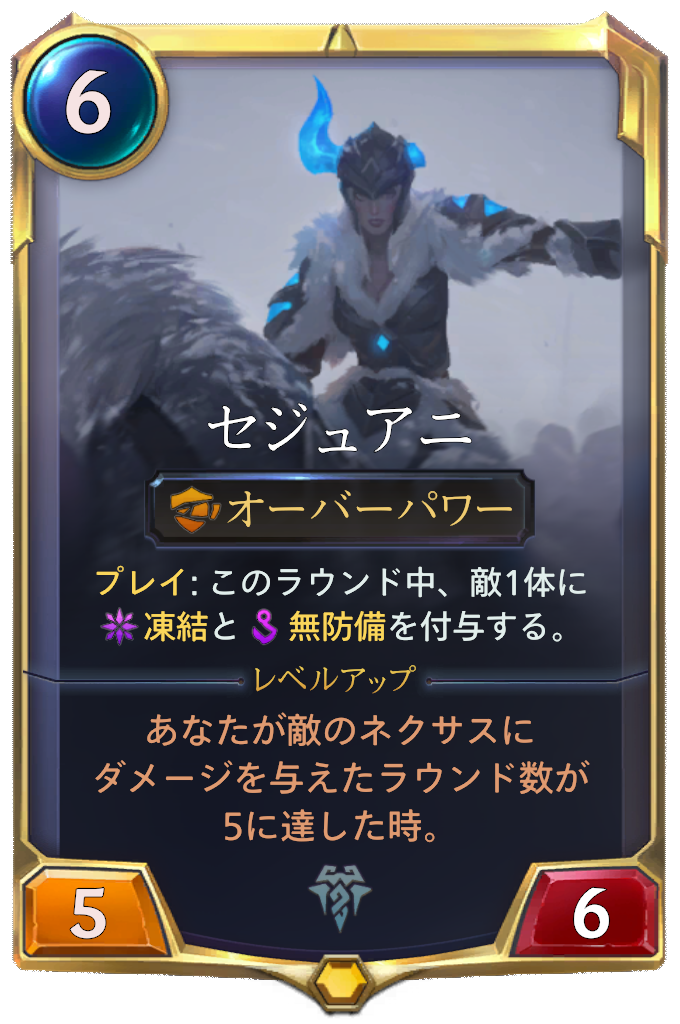 6
セジュアニ
オーバーパワー
プレイ: このラウンド中、敵1体に
凍結と 無防備を付与する。
レベルアップ
あなたが敵のネクサスに
ダメージを与えたラウンド数が
5に達した時。
5 6